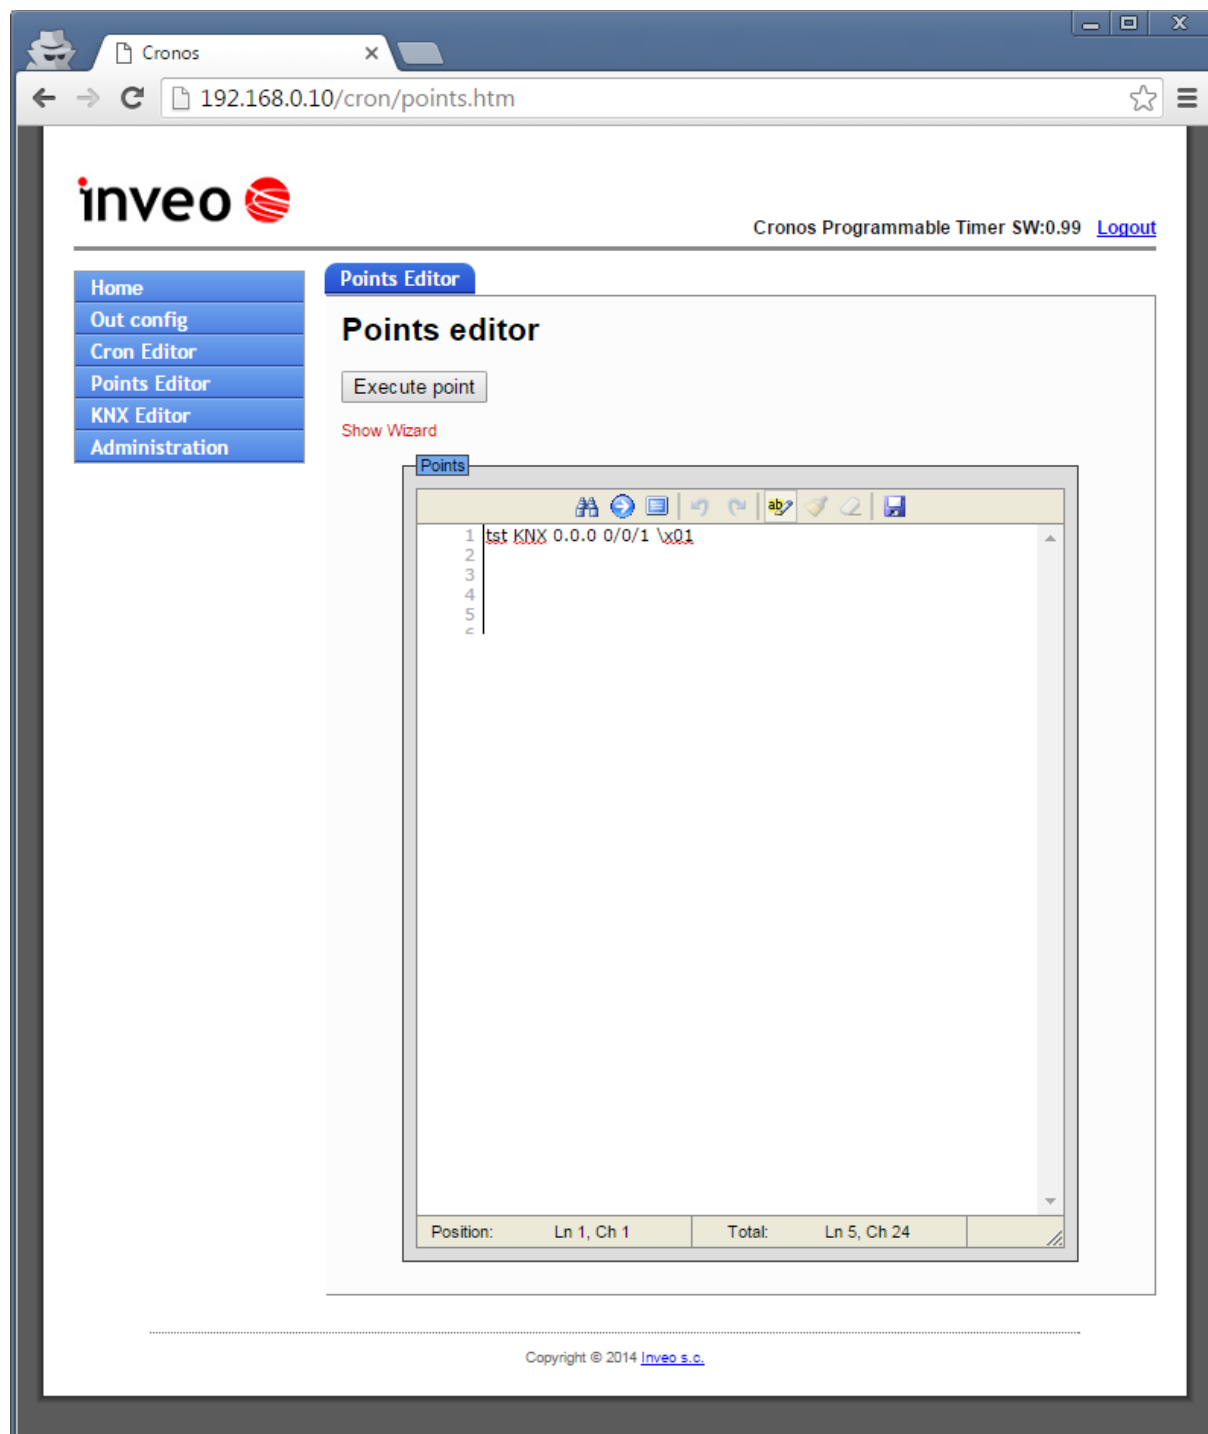 Cronos
192.168.0.10/cron/points.htm
inveo
Cronos Programmable Timer SW:0.99 Logout
Home
Out config
Cron Editor
Points Editor
KNX Editor
Administration
Points Editor
Points editor
Execute point
Show Wizard
Points
1 tst KNX 0.0.0 0/0/1 \x01
2
3
4
5
6
Position: Ln 1, Ch 1 Total: Ln 5, Ch 24
Copyright © 2014 Inveo s.c.